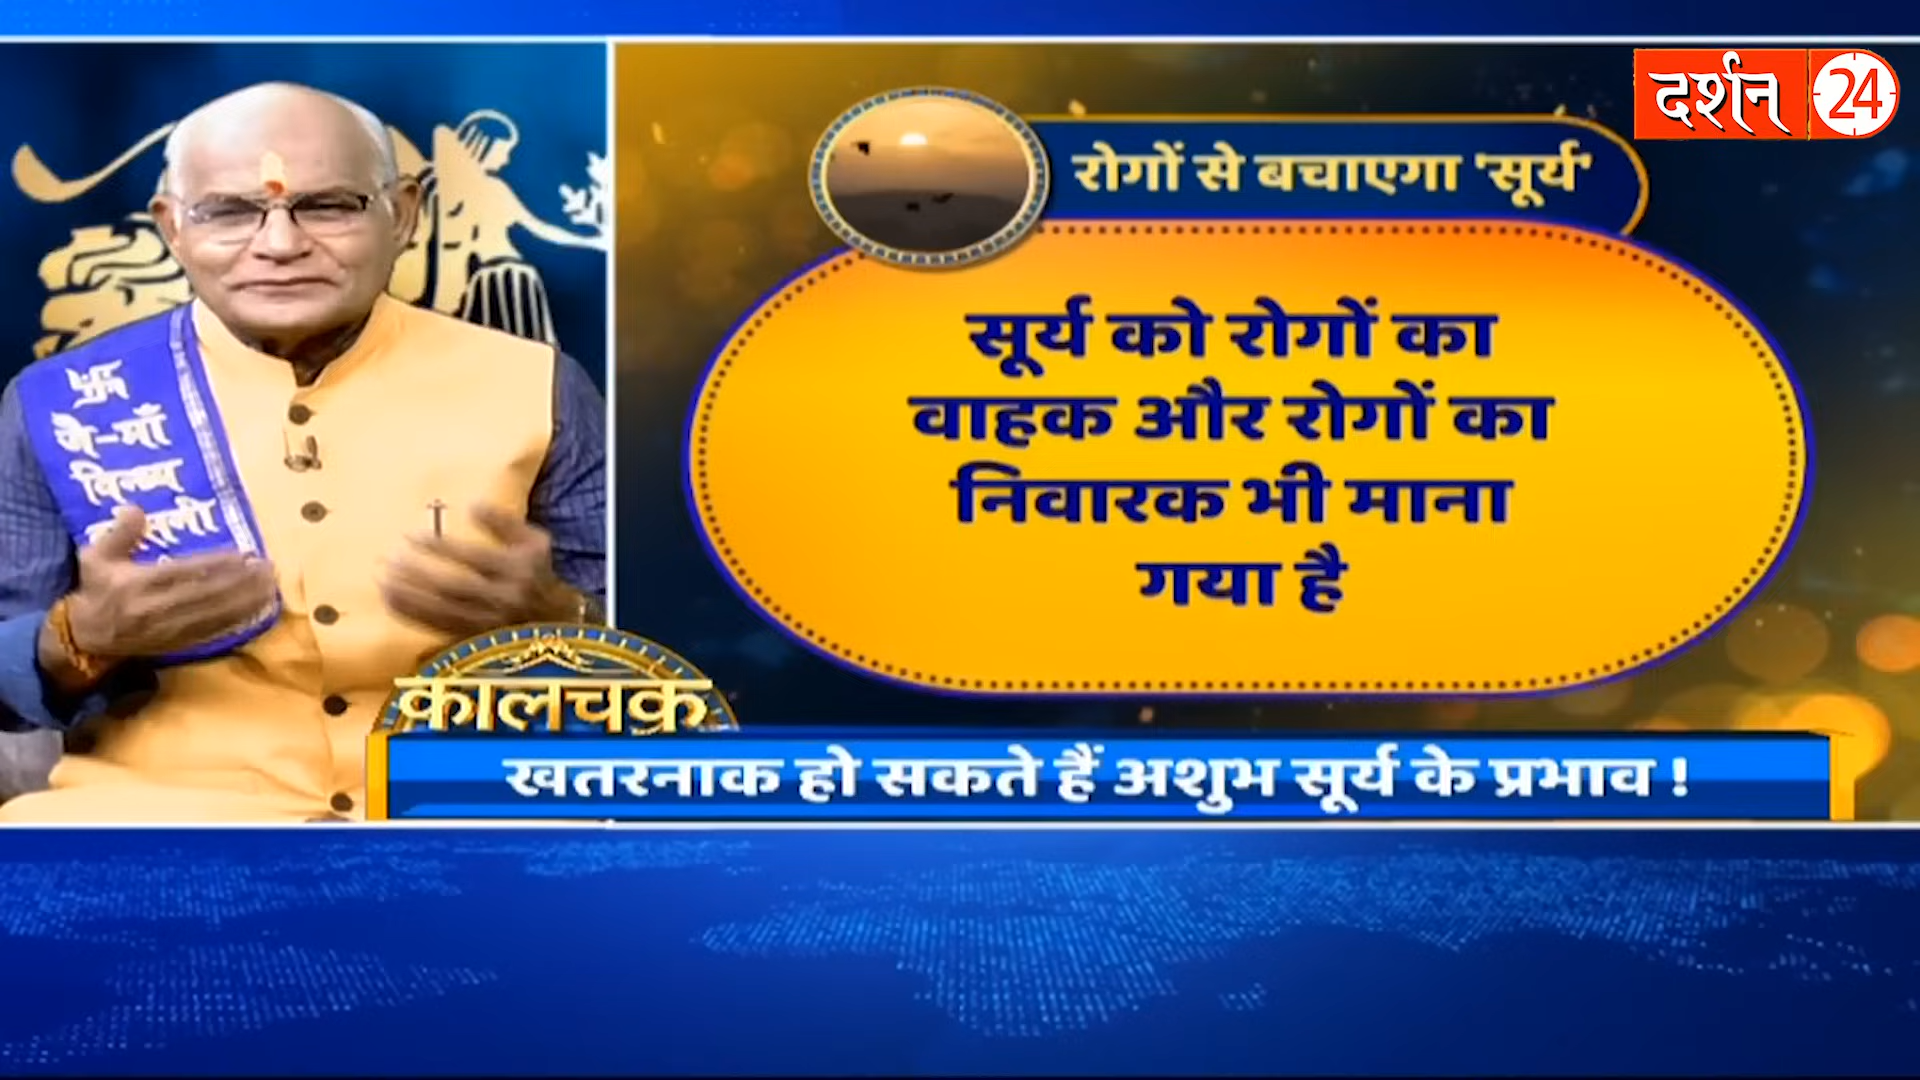 दर्शन 24
रोगों से बचाएगा 'सूर्य'
सूर्य को रोगों का
वाहक और रोगों का
निवारक भी माना
गया है
जै-माँ
विन्ध्य
कालचक्र
खतरनाक हो सकते हैं अशुभ सूर्य के प्रभाव !